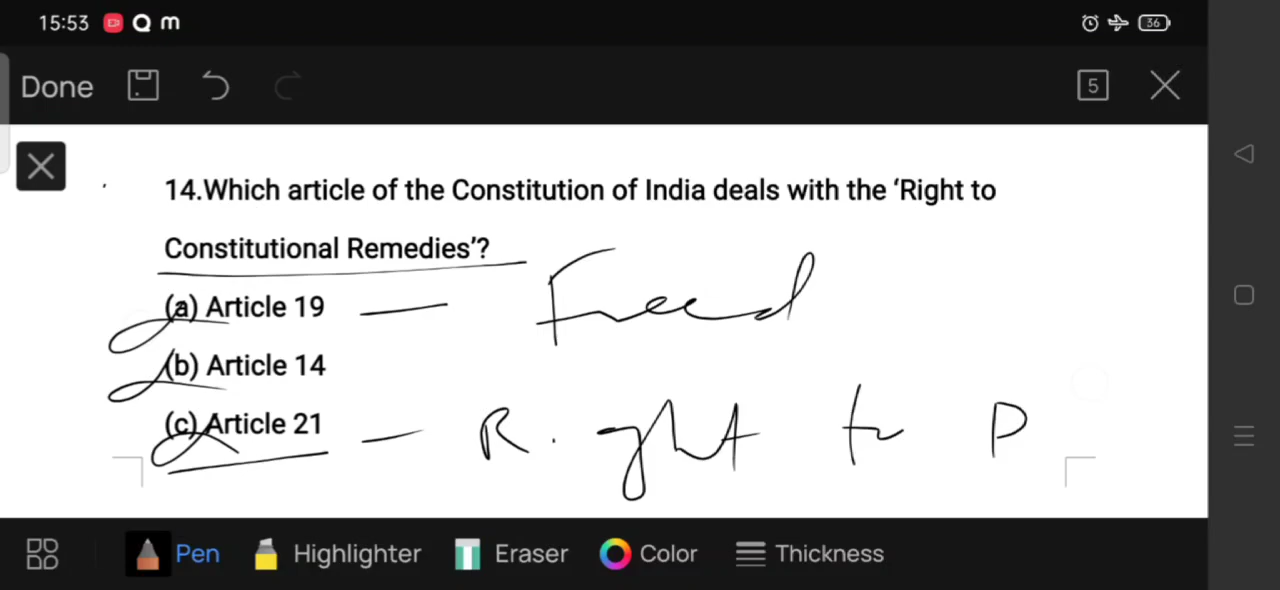 15:53 Q m 36
Done 5
14.Which article of the Constitution of India deals with the ‘Right to
Constitutional Remedies’?
(a) Article 19 — Freed
(b) Article 14
(c) Article 21 — Right to P
Pen Highlighter Eraser Color Thickness